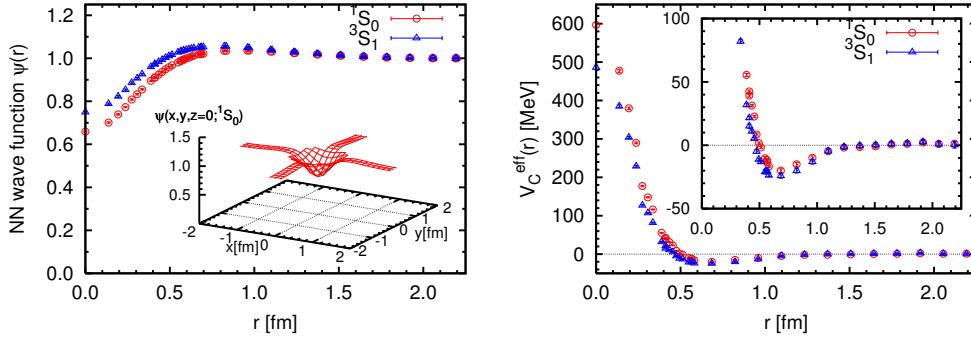 NN wave function ψ(r)
1.2
1.0
0.8
0.6
0.4
0.2
0.0
0.0 0.5 1.0 1.5 2.0
r [fm]
¹S₀
³S₁
ψ(x,y,z=0;¹S₀)
1.5
1.0
0.5
-2 -1 0 1 2
x[fm]
-2 -1 0 1 2
y[fm]
V_C^eff(r) [MeV]
600
500
400
300
200
100
0
0.0 0.5 1.0 1.5 2.0
r [fm]
¹S₀
³S₁
100
50
0
-50
0.0 0.5 1.0 1.5 2.0